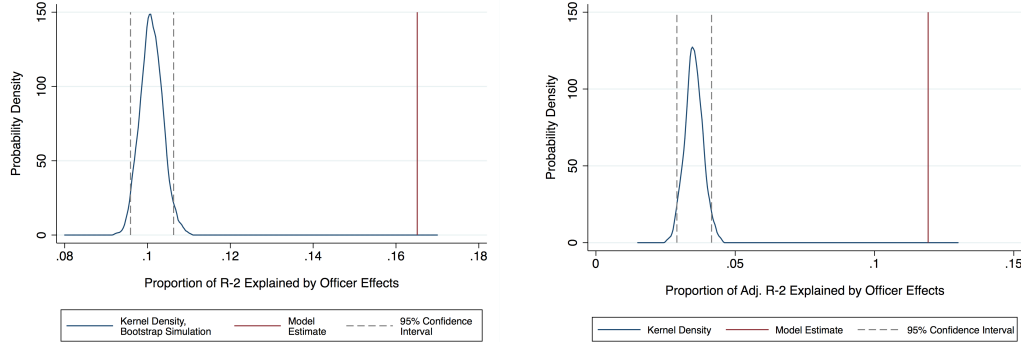 150
100
50
0
Probability Density
.08
.1
.12
.14
.16
.18
Proportion of R-2 Explained by Officer Effects
Kernel Density,
Bootstrap Simulation
Model
Estimate
95% Confidence
Interval
150
100
50
0
Probability Density
0
.05
.1
.15
Proportion of Adj. R-2 Explained by Officer Effects
Kernel Density
Model Estimate
95% Confidence Interval